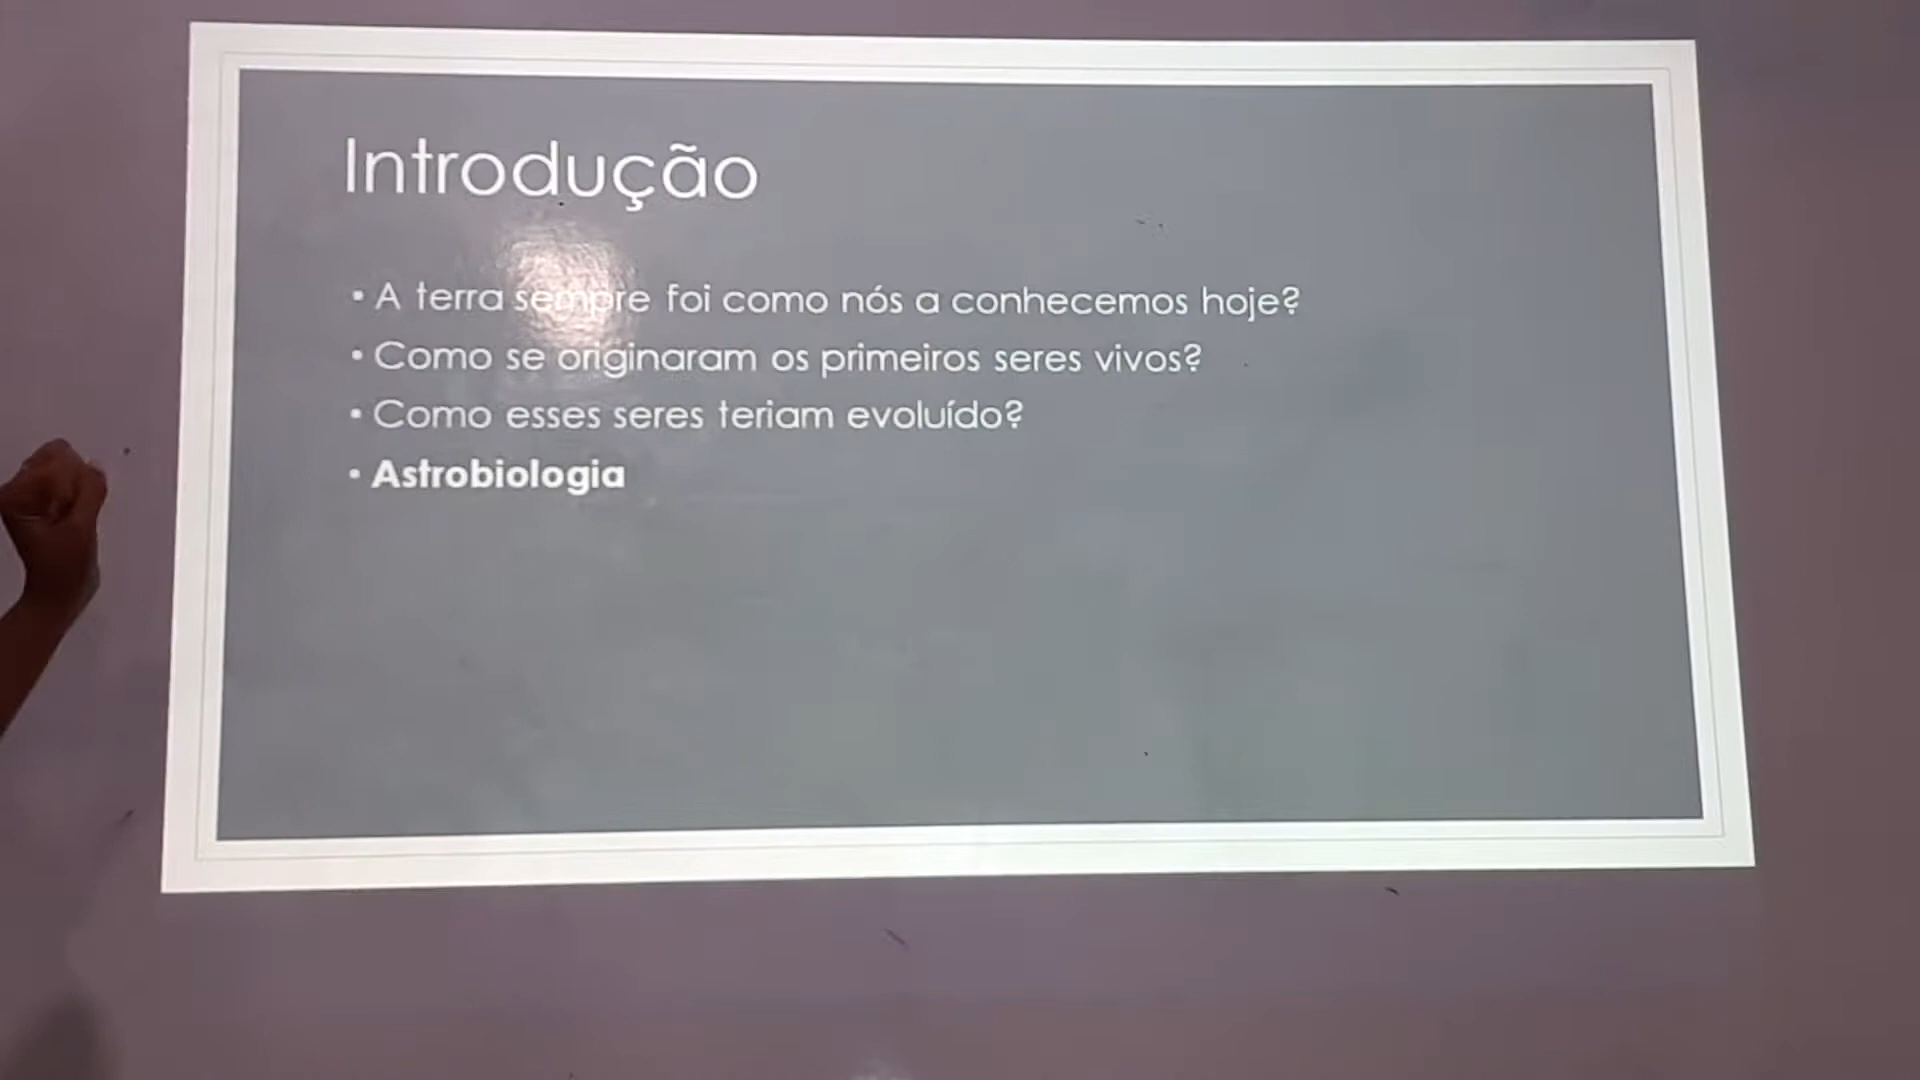 Introdução
• A terra sempre foi como nós a conhecemos hoje?
• Como se originaram os primeiros seres vivos?
• Como esses seres teriam evoluído?
• Astrobiologia